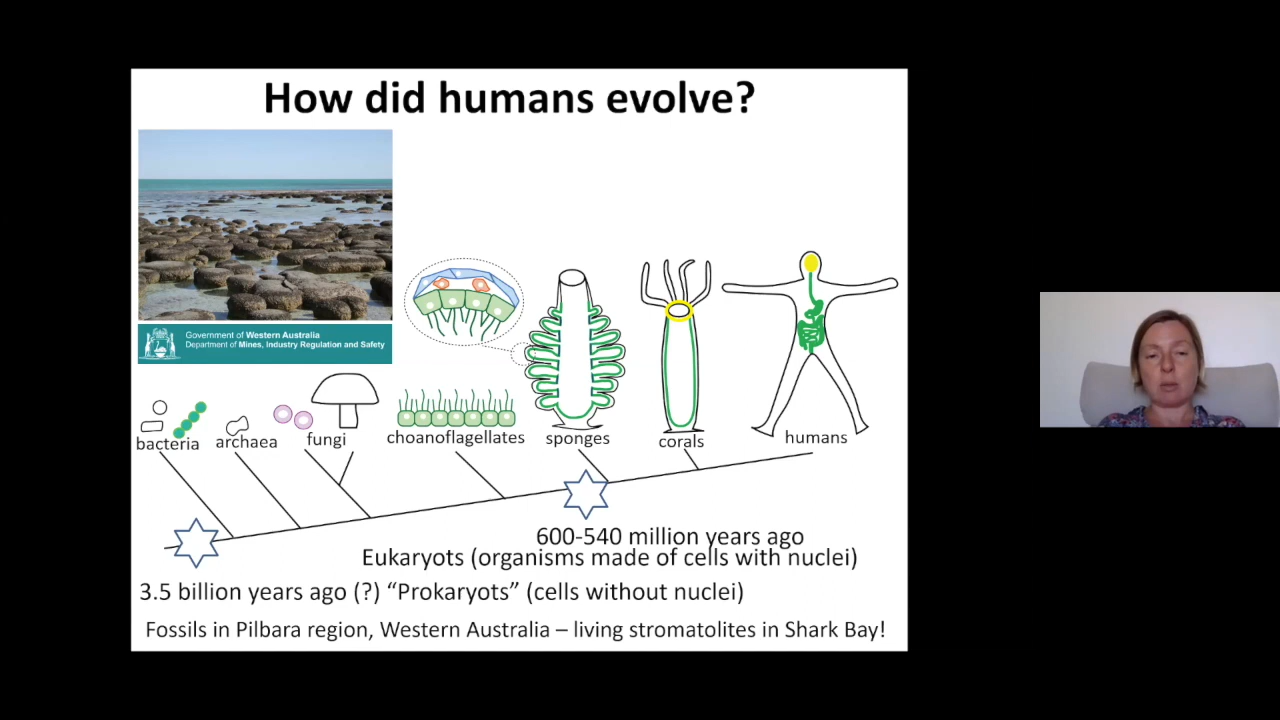 How did humans evolve?
Government of Western Australia
Department of Mines, Industry Regulation and Safety
bacteria
archaea
fungi
choanoflagellates
sponges
corals
humans
600-540 million years ago
Eukaryots (organisms made of cells with nuclei)
3.5 billion years ago (?) “Prokaryots” (cells without nuclei)
Fossils in Pilbara region, Western Australia – living stromatolites in Shark Bay!